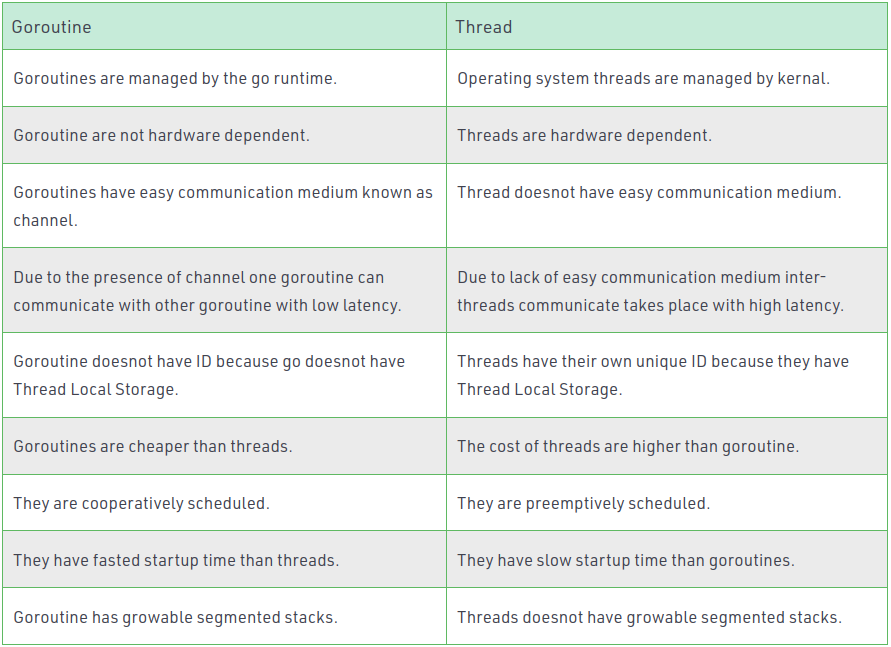 Goroutine
Thread
Goroutines are managed by the go runtime.
Operating system threads are managed by kernal.
Goroutine are not hardware dependent.
Threads are hardware dependent.
Goroutines have easy communication medium known as
channel.
Thread doesnot have easy communication medium.
Due to the presence of channel one goroutine can
communicate with other goroutine with low latency.
Due to lack of easy communication medium inter-
threads communicate takes place with high latency.
Goroutine doesnot have ID because go doesnot have
Thread Local Storage.
Threads have their own unique ID because they have
Thread Local Storage.
Goroutines are cheaper than threads.
The cost of threads are higher than goroutine.
They are cooperatively scheduled.
They are preemptively scheduled.
They have fasted startup time than threads.
They have slow startup time than goroutines.
Goroutine has growable segmented stacks.
Threads doesnot have growable segmented stacks.